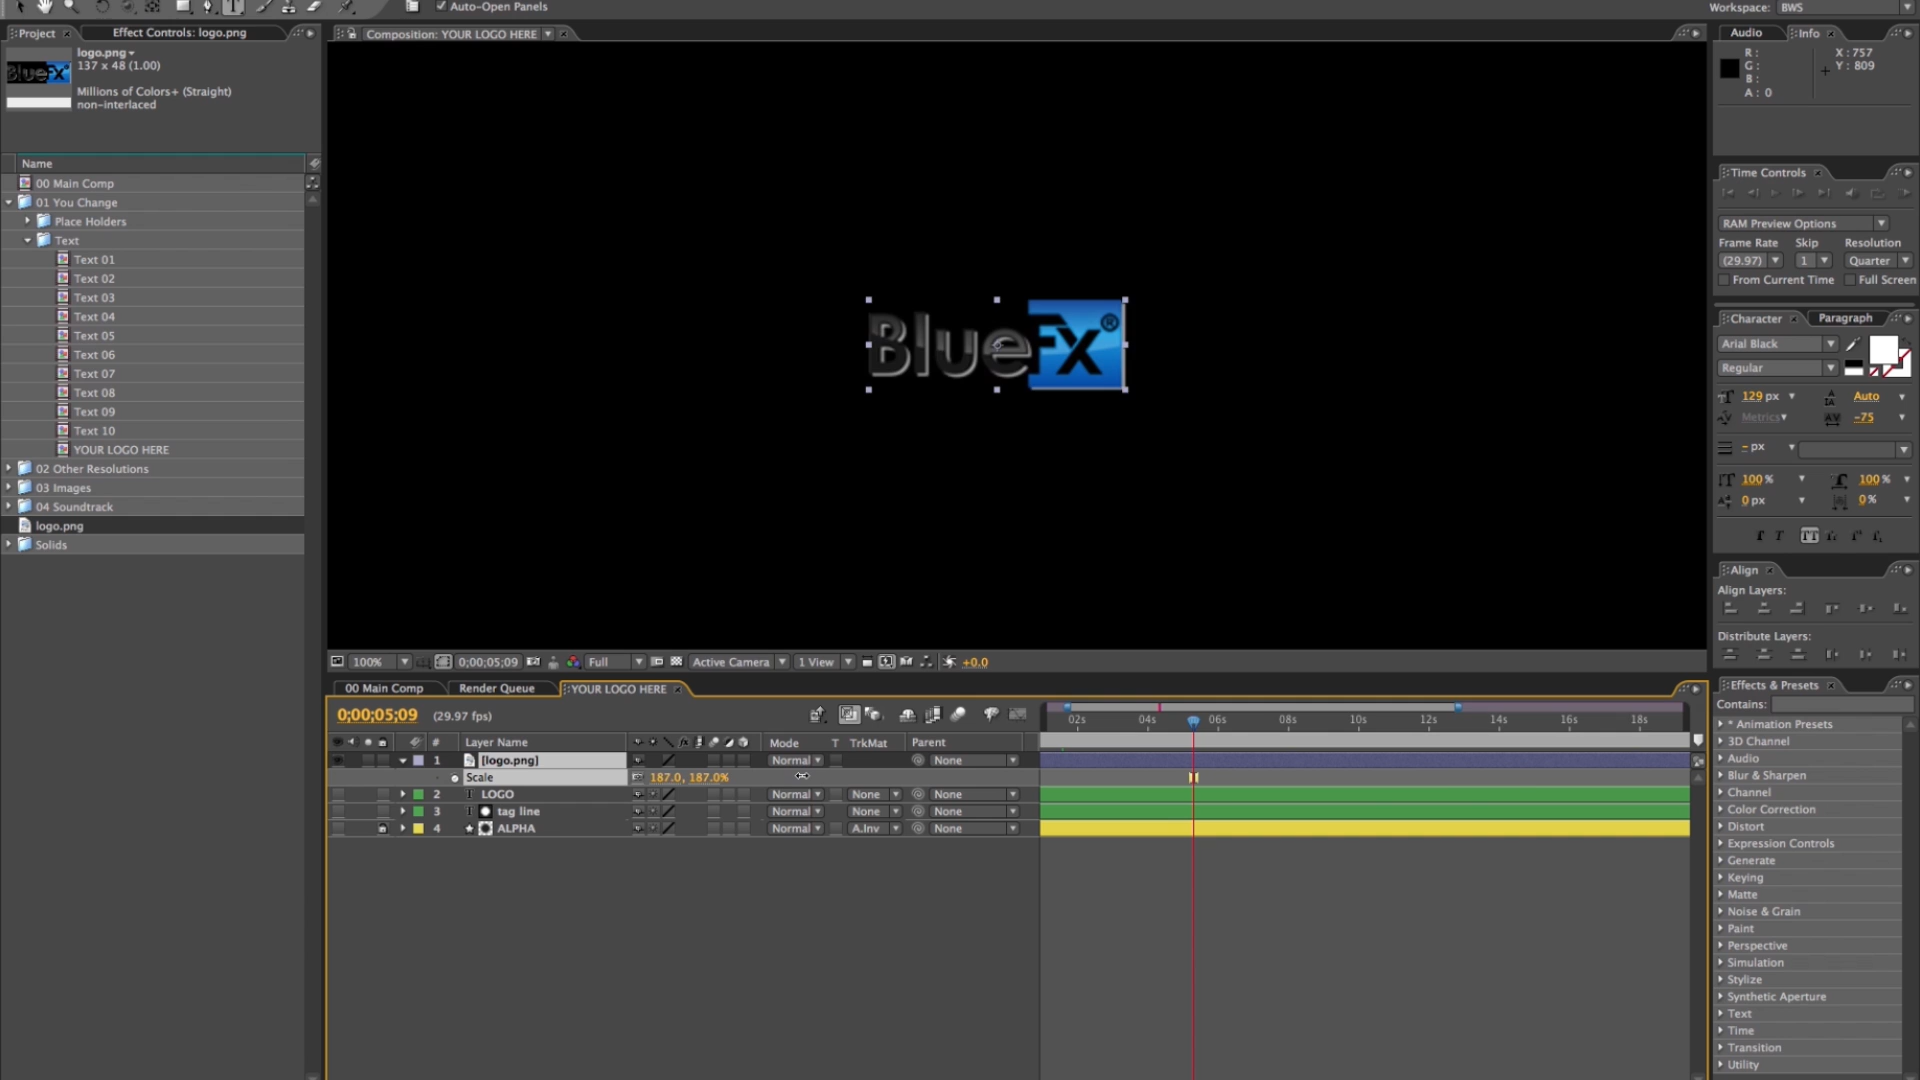 Auto-Open Panels
Workspace: BWS
Project
Effect Controls: logo.png
logo.png
137 x 48 (1.00)
Millions of Colors+ (Straight)
non-interlaced
Name
00 Main Comp
01 You Change
Place Holders
Text
Text 01
Text 02
Text 03
Text 04
Text 05
Text 06
Text 07
Text 08
Text 09
Text 10
YOUR LOGO HERE
02 Other Resolutions
03 Images
04 Soundtrack
logo.png
Solids
Composition: YOUR LOGO HERE
BlueFx®
100%
0;00;05;09
Full
Active Camera
1 View
+0.0
00 Main Comp
Render Queue
YOUR LOGO HERE
0;00;05;09
(29.97 fps)
02s 04s 06s 08s 10s 12s 14s 16s 18s
# Layer Name Mode T TrkMat Parent
1 [logo.png] Normal None
Scale 187.0, 187.0%
2 LOGO Normal None None
3 tag line Normal None None
4 ALPHA Normal A.Inv None
Audio
Info
R :
G :
B :
A : 0
X : 757
Y : 809
Time Controls
RAM Preview Options
Frame Rate Skip Resolution
(29.97) 1 Quarter
From Current Time Full Screen
Character
Paragraph
Arial Black
Regular
129 px
Auto
Metrics
-75
- px
100 %
100 %
0 px
0 %
Align
Align Layers:
Distribute Layers:
Effects & Presets
Contains:
* Animation Presets
3D Channel
Audio
Blur & Sharpen
Channel
Color Correction
Distort
Expression Controls
Generate
Keying
Matte
Noise & Grain
Paint
Perspective
Simulation
Stylize
Synthetic Aperture
Text
Time
Transition
Utility